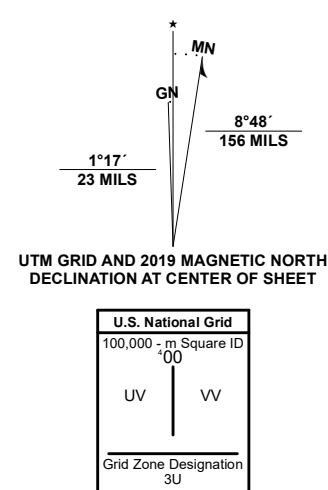 ★
MN
GN
8°48´
156 MILS
1°17´
23 MILS
UTM GRID AND 2019 MAGNETIC NORTH
DECLINATION AT CENTER OF SHEET
U.S. National Grid
100,000 - m Square ID
⁴00
UV VV
Grid Zone Designation
3U